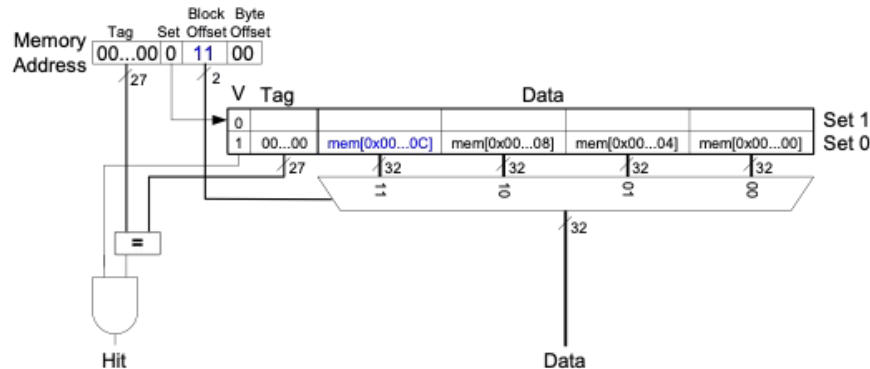 Block Byte
Tag Set Offset Offset
Memory Address 00...00 0 11 00
27 2
V Tag Data
0 Set 1
1 00...00 mem[0x00...0C] mem[0x00...08] mem[0x00...04] mem[0x00...00] Set 0
27 32 32 32 32
11 10 01 00
=
32
Hit Data